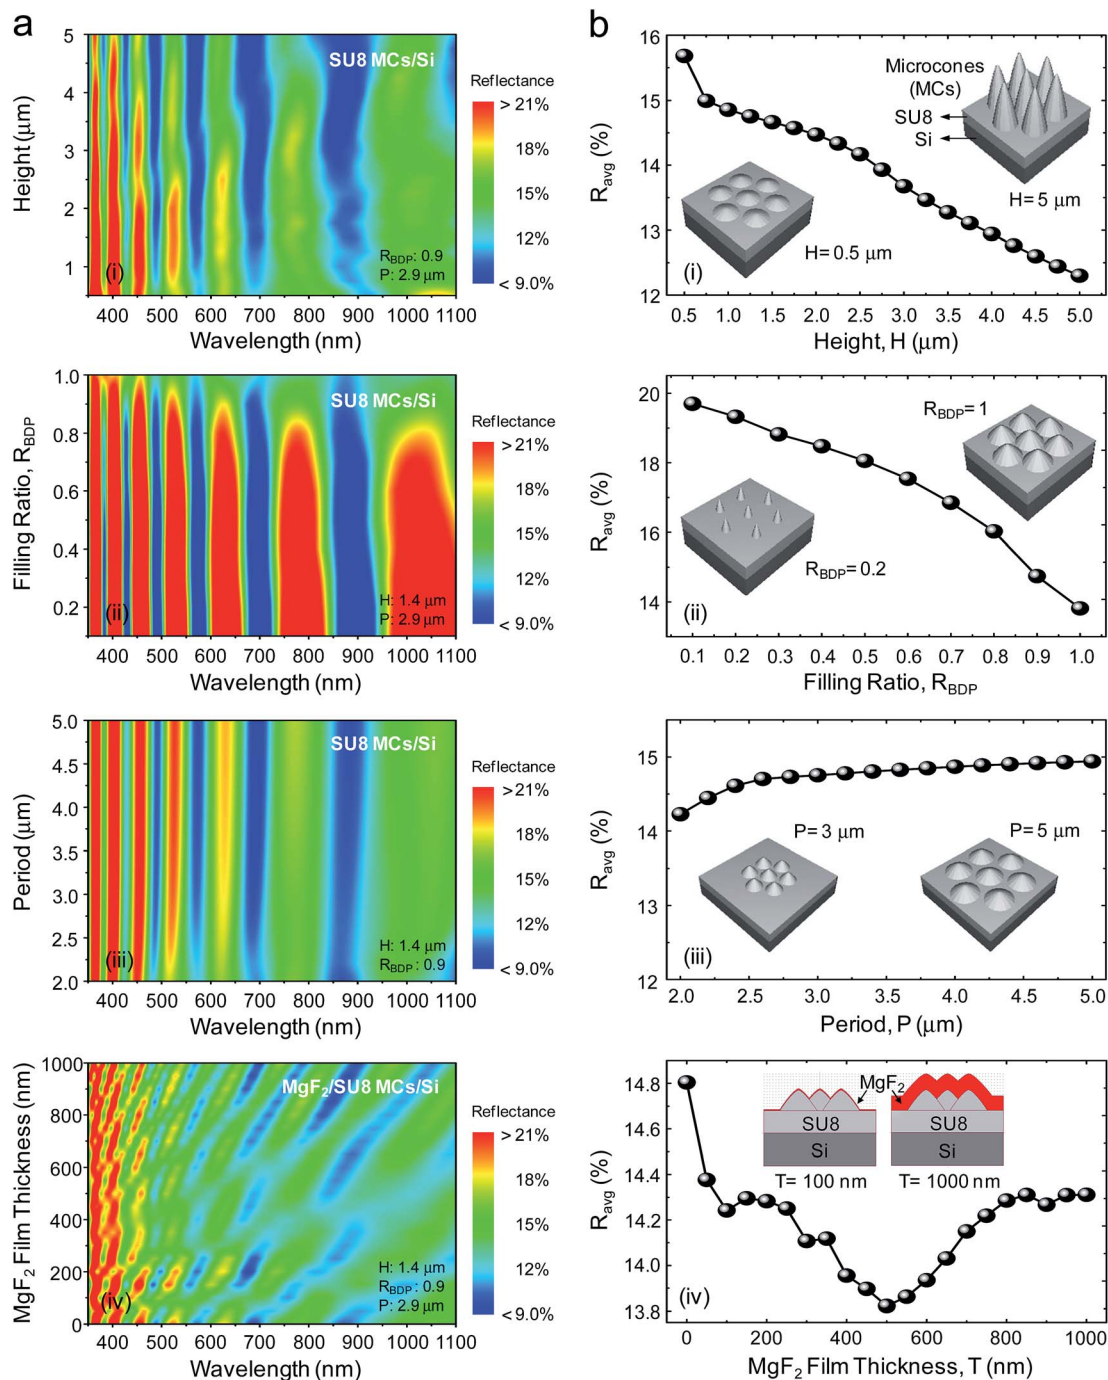 a
5
4
3
2
1
Height (μm)
SU8 MCs/Si
R_BDP: 0.9
P: 2.9 μm
(i)
400 500 600 700 800 900 1000 1100
Wavelength (nm)
Reflectance
> 21%
18%
15%
12%
< 9.0%
1.0
0.8
0.6
0.4
0.2
Filling Ratio, R_BDP
SU8 MCs/Si
H: 1.4 μm
P: 2.9 μm
(ii)
400 500 600 700 800 900 1000 1100
Wavelength (nm)
Reflectance
> 21%
18%
15%
12%
< 9.0%
5.0
4.5
4.0
3.5
3.0
2.5
2.0
Period (μm)
SU8 MCs/Si
H: 1.4 μm
R_BDP: 0.9
(iii)
400 500 600 700 800 900 1000 1100
Wavelength (nm)
Reflectance
>21%
18%
15%
12%
< 9.0%
1000
800
600
400
200
0
MgF₂ Film Thickness (nm)
MgF₂/SU8 MCs/Si
H: 1.4 μm
R_BDP: 0.9
P: 2.9 μm
(iv)
400 500 600 700 800 900 1000 1100
Wavelength (nm)
Reflectance
> 21%
18%
15%
12%
< 9.0%
b
16
15
14
13
12
R_avg (%)
Microcones
(MCs)
SU8
Si
H= 5 μm
H= 0.5 μm
(i)
0.5 1.0 1.5 2.0 2.5 3.0 3.5 4.0 4.5 5.0
Height, H (μm)
20
18
16
14
R_avg (%)
R_BDP= 1
R_BDP= 0.2
(ii)
0.1 0.2 0.3 0.4 0.5 0.6 0.7 0.8 0.9 1.0
Filling Ratio, R_BDP
15
14
13
12
R_avg (%)
P= 3 μm
P= 5 μm
(iii)
2.0 2.5 3.0 3.5 4.0 4.5 5.0
Period, P (μm)
14.8
14.6
14.4
14.2
14.0
13.8
R_avg (%)
MgF₂
SU8
SU8
Si
Si
T= 100 nm
T= 1000 nm
(iv)
0 200 400 600 800 1000
MgF₂ Film Thickness, T (nm)